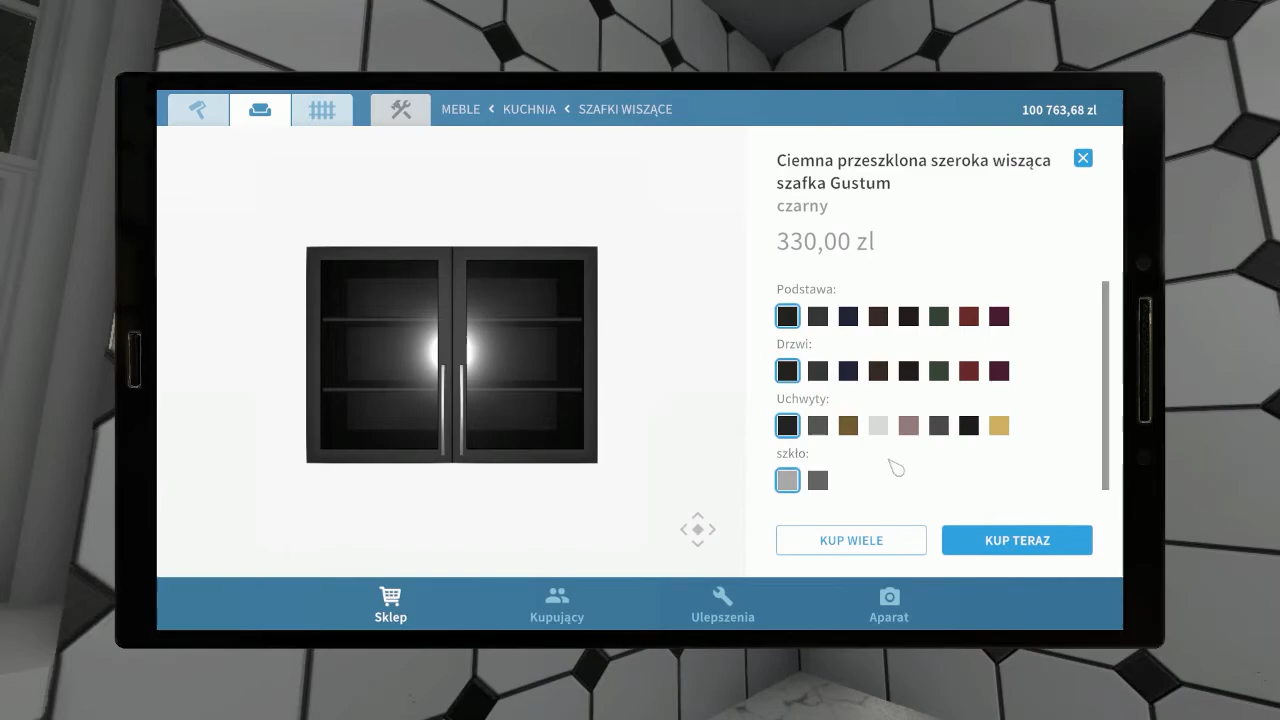 MEBLE < KUCHNIA < SZAFKI WISZĄCE
100 763,68 zl
Ciemna przeszklona szeroka wisząca
szafka Gustum
czarny
330,00 zl
Podstawa:
Drzwi:
Uchwyty:
szkło:
KUP WIELE
KUP TERAZ
Sklep
Kupujący
Ulepszenia
Aparat